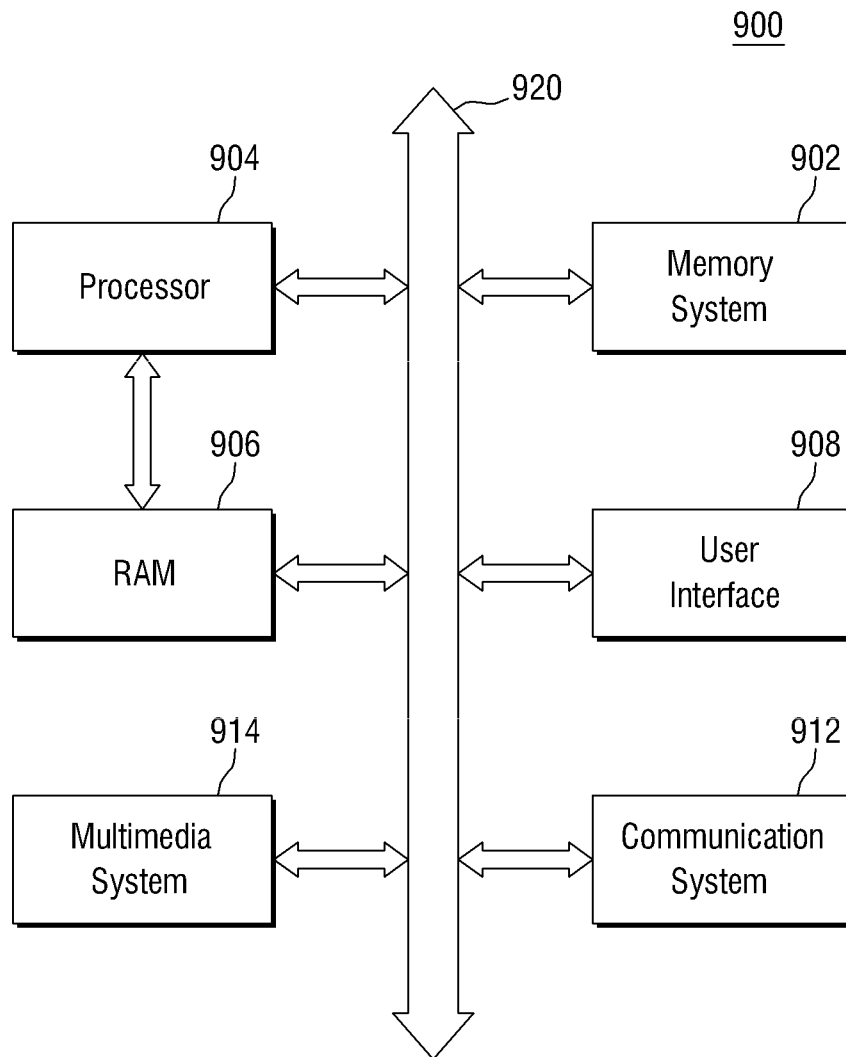 900
920
904
902
Processor
Memory
System
906
908
RAM
User
Interface
914
912
Multimedia
System
Communication
System